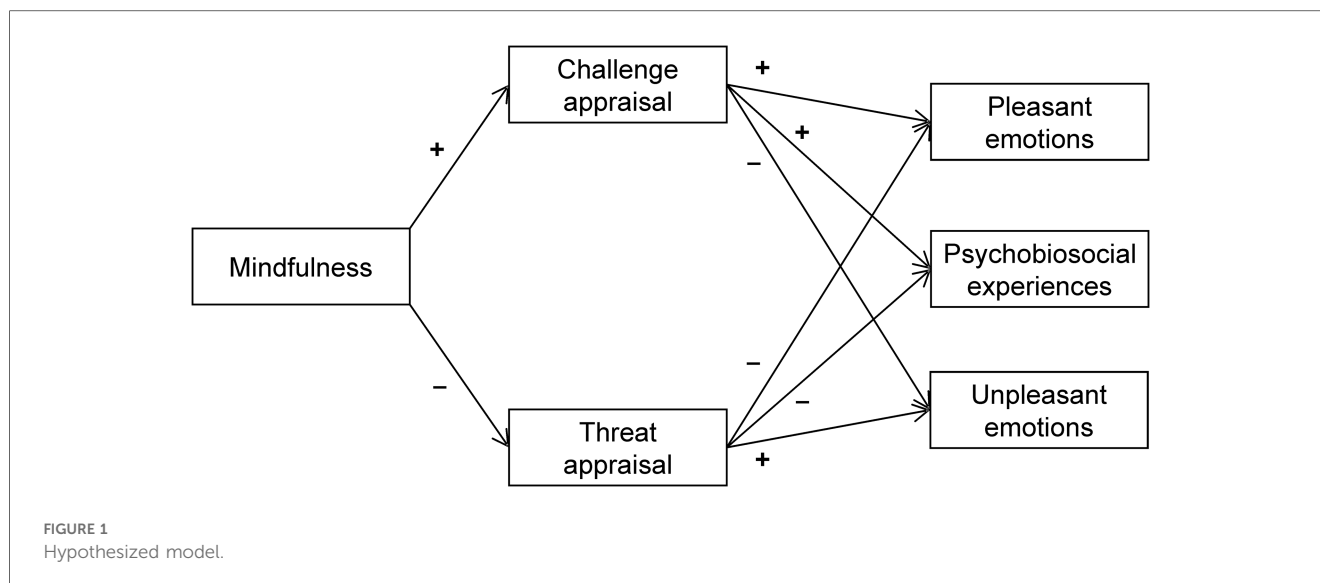 Challenge
appraisal
+
Pleasant
emotions
+
+
–
Mindfulness
Psychobiosocial
experiences
–
–
–
Unpleasant
emotions
Threat
appraisal
+
FIGURE 1
Hypothesized model.